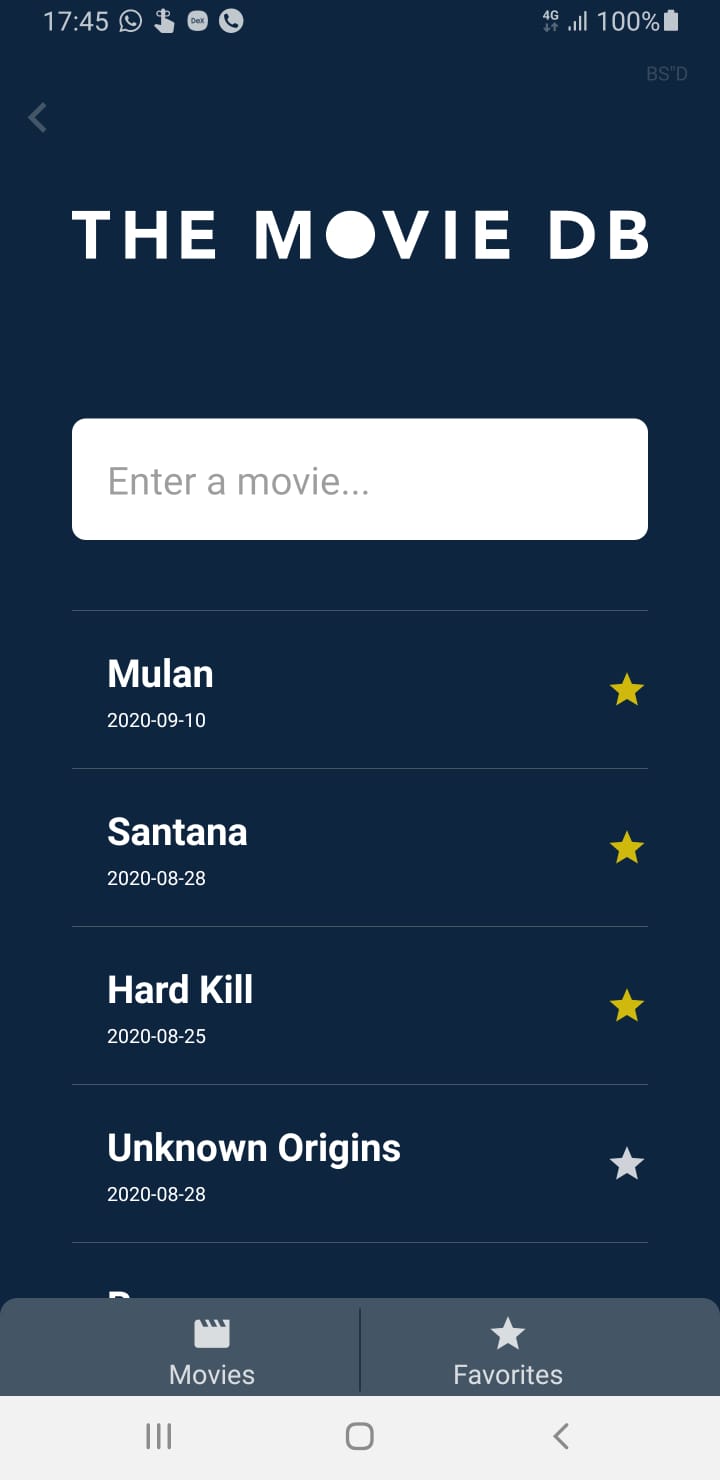 17:45
4G
100%
BS"D
THE MOVIE DB
Enter a movie...
Mulan
2020-09-10
Santana
2020-08-28
Hard Kill
2020-08-25
Unknown Origins
2020-08-28
Movies
Favorites